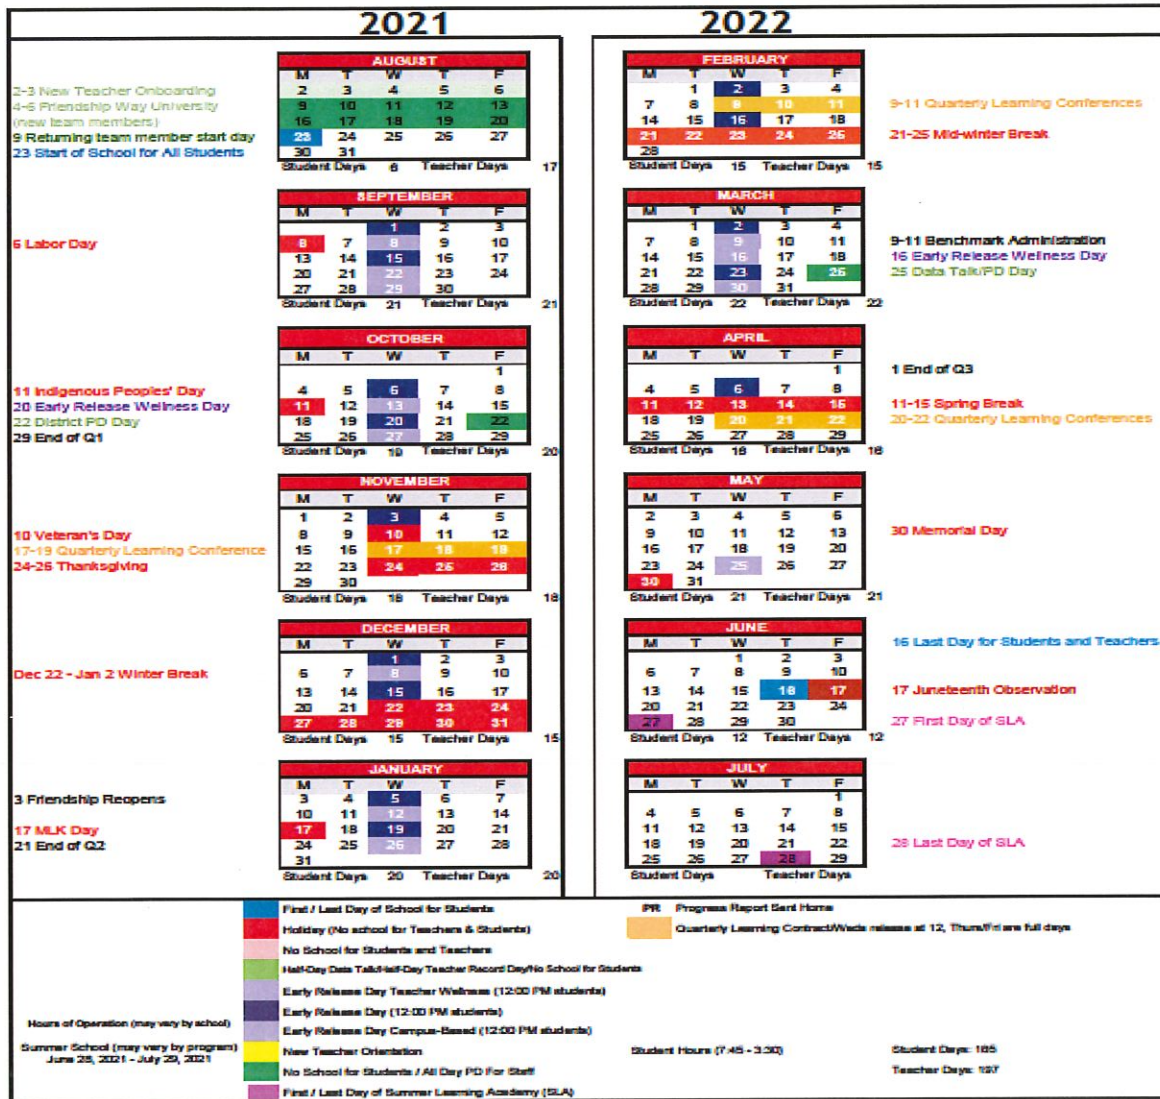 2021
2-3 New Teacher Onboarding
4-6 Friendship Way University
(new team members)
9 Returning team member start day
23 Start of School for All Students
AUGUST
M T W T F
2 3 4 5 6
9 10 11 12 13
16 17 18 19 20
23 24 25 26 27
30 31
Student Days 6 Teacher Days 17
6 Labor Day
SEPTEMBER
M T W T F
1 2 3
6 7 8 9 10
13 14 15 16 17
20 21 22 23 24
27 28 29 30
Student Days 21 Teacher Days 21
11 Indigenous Peoples' Day
20 Early Release Wellness Day
22 District PD Day
29 End of Q1
OCTOBER
M T W T F
1
4 5 6 7 8
11 12 13 14 15
18 19 20 21 22
25 26 27 28 29
Student Days 19 Teacher Days 20
10 Veteran's Day
17-19 Quarterly Learning Conference
24-26 Thanksgiving
NOVEMBER
M T W T F
1 2 3 4 5
8 9 10 11 12
15 16 17 18 19
22 23 24 25 26
29 30
Student Days 18 Teacher Days 18
Dec 22 - Jan 2 Winter Break
DECEMBER
M T W T F
1 2 3
6 7 8 9 10
13 14 15 16 17
20 21 22 23 24
27 28 29 30 31
Student Days 15 Teacher Days 15
3 Friendship Reopens
17 MLK Day
21 End of Q2
JANUARY
M T W T F
3 4 5 6 7
10 11 12 13 14
17 18 19 20 21
24 25 26 27 28
31
Student Days 20 Teacher Days 20
2022
FEBRUARY
M T W T F
1 2 3 4
7 8 9 10 11
14 15 16 17 18
21 22 23 24 25
28
Student Days 15 Teacher Days 15
9-11 Quarterly Learning Conferences
21-25 Mid-winter Break
MARCH
M T W T F
1 2 3 4
7 8 9 10 11
14 15 16 17 18
21 22 23 24 25
28 29 30 31
Student Days 22 Teacher Days 22
9-11 Benchmark Administration
16 Early Release Wellness Day
25 Data Talk/PD Day
APRIL
M T W T F
1
4 5 6 7 8
11 12 13 14 15
18 19 20 21 22
25 26 27 28 29
Student Days 16 Teacher Days 16
1 End of Q3
11-15 Spring Break
20-22 Quarterly Learning Conferences
MAY
M T W T F
2 3 4 5 6
9 10 11 12 13
16 17 18 19 20
23 24 25 26 27
30 31
Student Days 21 Teacher Days 21
30 Memorial Day
JUNE
M T W T F
1 2 3
6 7 8 9 10
13 14 15 16 17
20 21 22 23 24
27 28 29 30
Student Days 12 Teacher Days 12
16 Last Day for Students and Teachers
17 Juneteenth Observation
27 First Day of SLA
JULY
M T W T F
1
4 5 6 7 8
11 12 13 14 15
18 19 20 21 22
25 26 27 28 29
Student Days Teacher Days
28 Last Day of SLA
First / Last Day of School for Students
Holiday (No school for Teachers & Students)
No School for Students and Teachers
Half-Day Data Talk/Half-Day Teacher Record Day/No School for Students
Early Release Day Teacher Wellness (12:00 PM students)
Early Release Day (12:00 PM students)
Early Release Day Campus-Based (12:00 PM students)
New Teacher Orientation
No School for Students / All Day PD For Staff
First / Last Day of Summer Learning Academy (SLA)
PR Progress Report Sent Home
Quarterly Learning Contract/Weds release at 12, Thurs/Fri are full days
Hours of Operation (may vary by school)
Summer School (may vary by program)
June 28, 2021 - July 29, 2021
Student Hours (7:45 - 3:30)
Student Days: 185
Teacher Days: 197